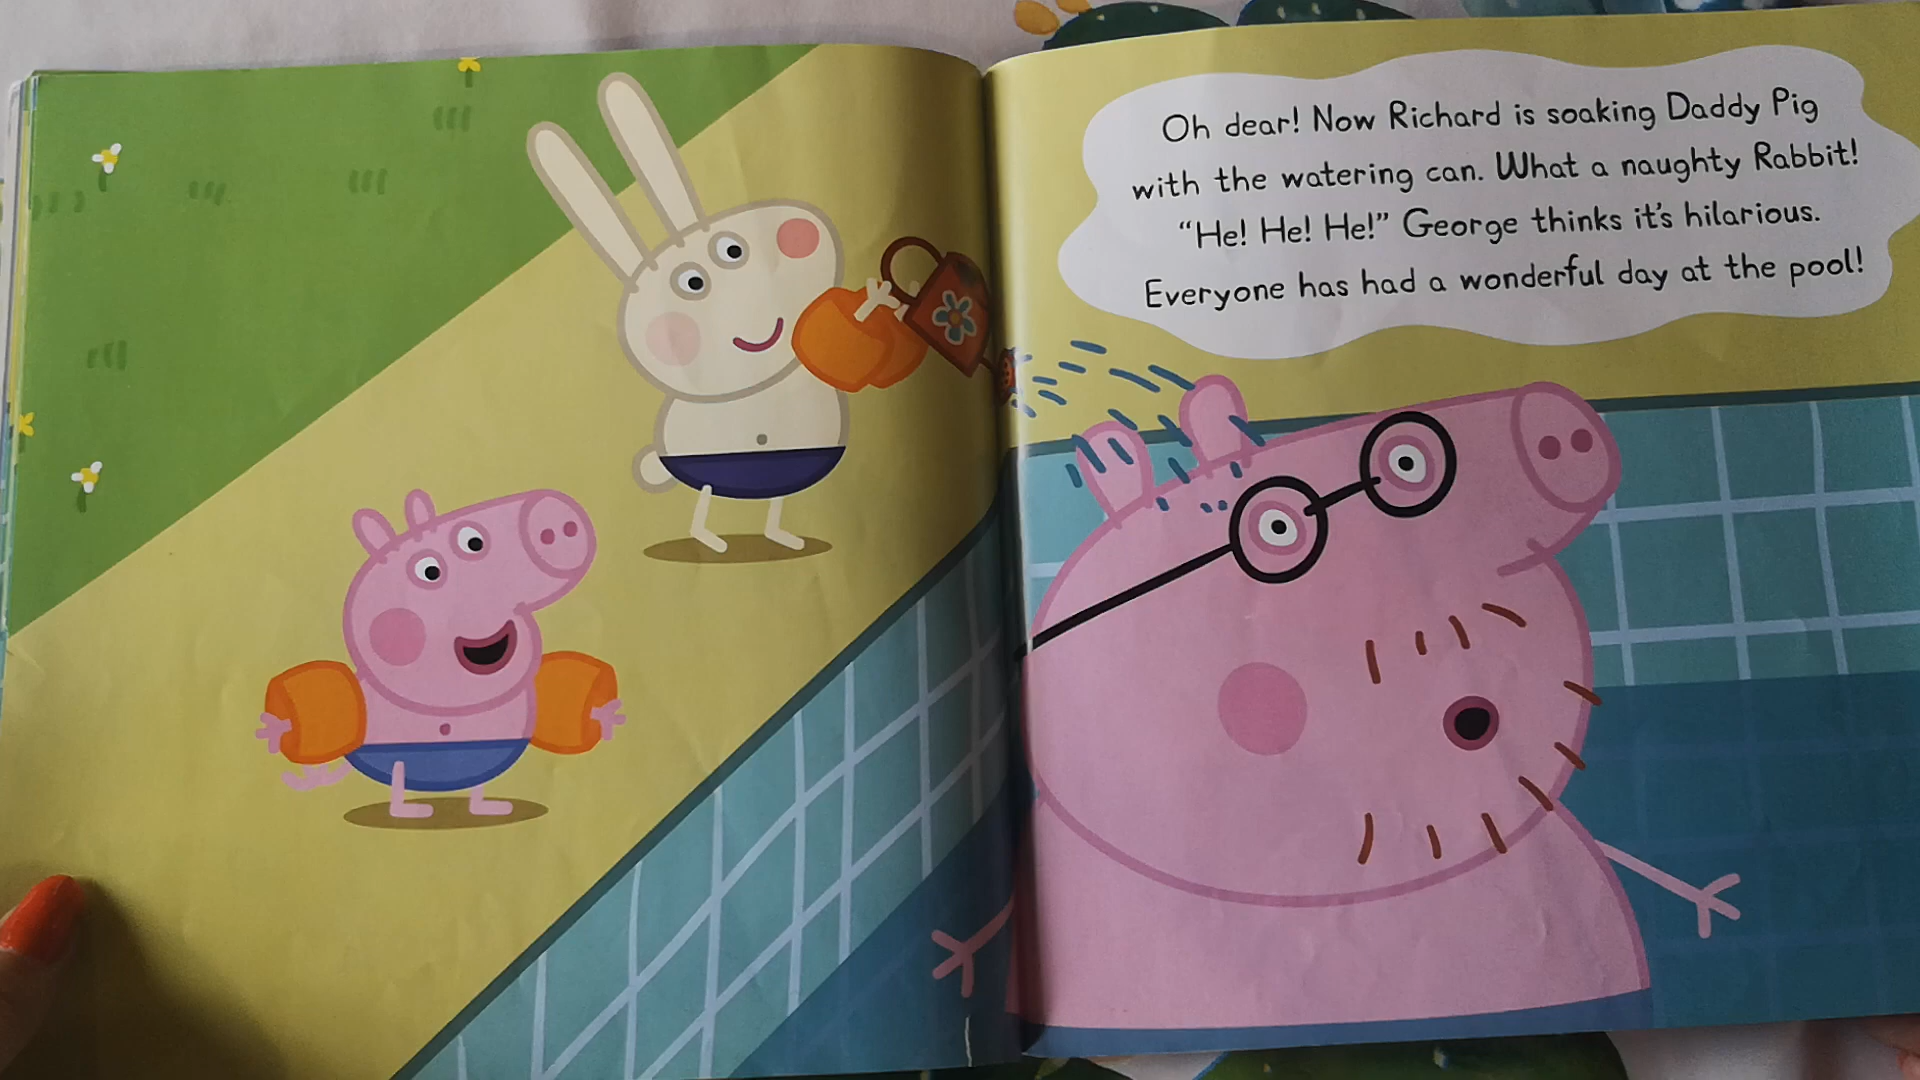 Oh dear! Now Richard is soaking Daddy Pig
with the watering can. What a naughty Rabbit!
“He! He! He!” George thinks it’s hilarious.
Everyone has had a wonderful day at the pool!